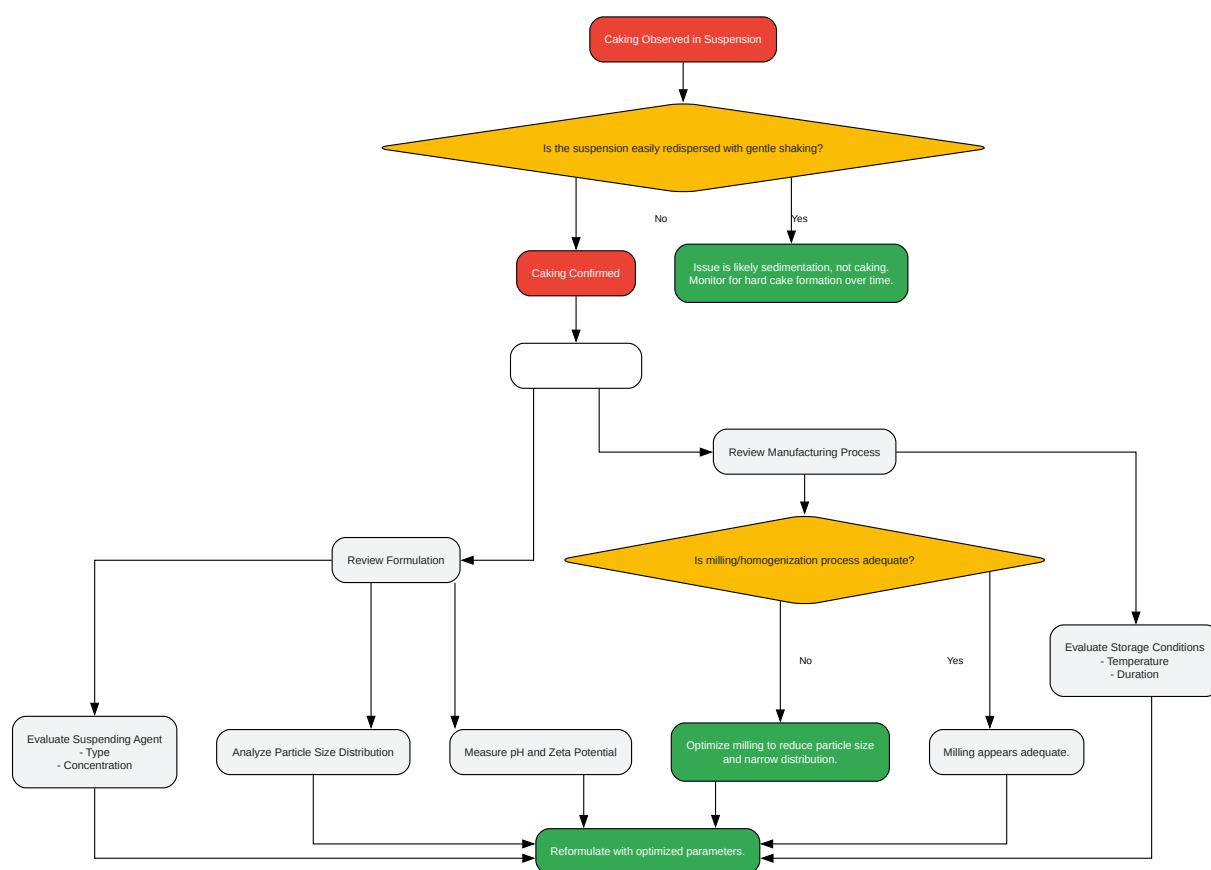 Caking Observed in Suspension
Is the suspension easily redispersed with gentle shaking?
No
Yes
Caking Confirmed
Issue is likely sedimentation, not caking.
Monitor for hard cake formation over time.
Review Manufacturing Process
Review Formulation
Is milling/homogenization process adequate?
No
Yes
Evaluate Storage Conditions
- Temperature
- Duration
Evaluate Suspending Agent
- Type
- Concentration
Analyze Particle Size Distribution
Measure pH and Zeta Potential
Optimize milling to reduce particle size
and narrow distribution.
Milling appears adequate.
Reformulate with optimized parameters.